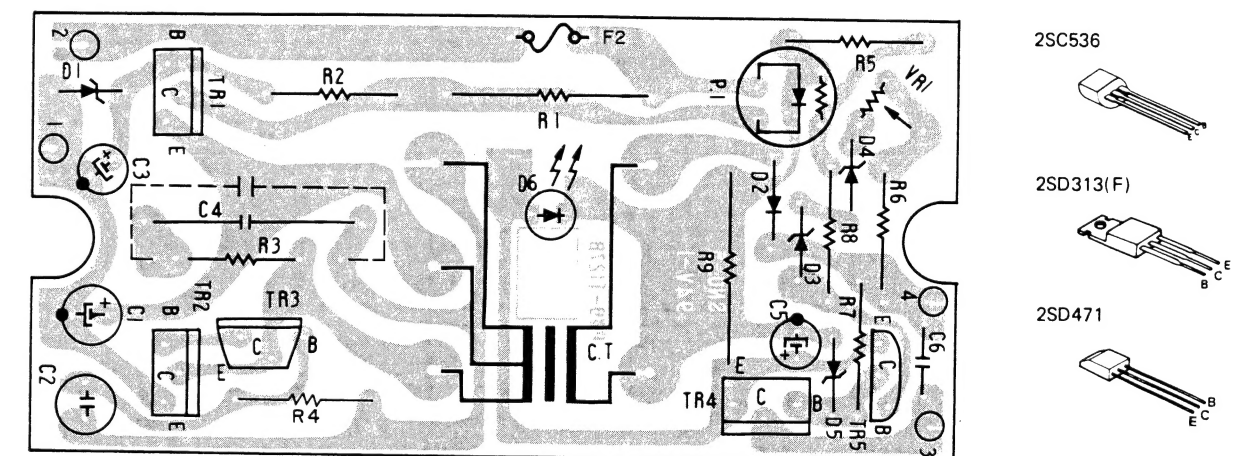 2
D1
B
C
TR1
E
R2
R1
F2
P.1
R5
VR1
1
C3
+
C4
R3
D6
D2
D4
R6
R8
R9
D3
TR2
TR3
C1
+
B
C
E
C
B
E
C2
R4
C.T
C5
+
R7
E
C
B
TR5
4
C6
3
TR4
E
C
B
D5
2SC536
E
C
B
2SD313(F)
E
C
B
2SD471
B
C
E